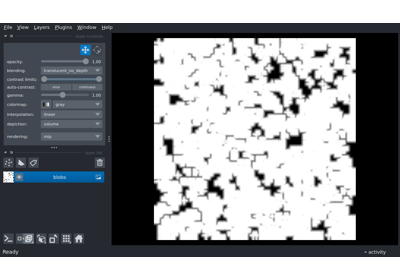 File View Layers Plugins Window Help
opacity: 1.00
blending: translucent_no_depth
contrast limits:
auto-contrast: once continuous
gamma: 1.00
colormap: gray
interpolation: linear
depiction: volume
rendering: mip
blobs
Ready
activity